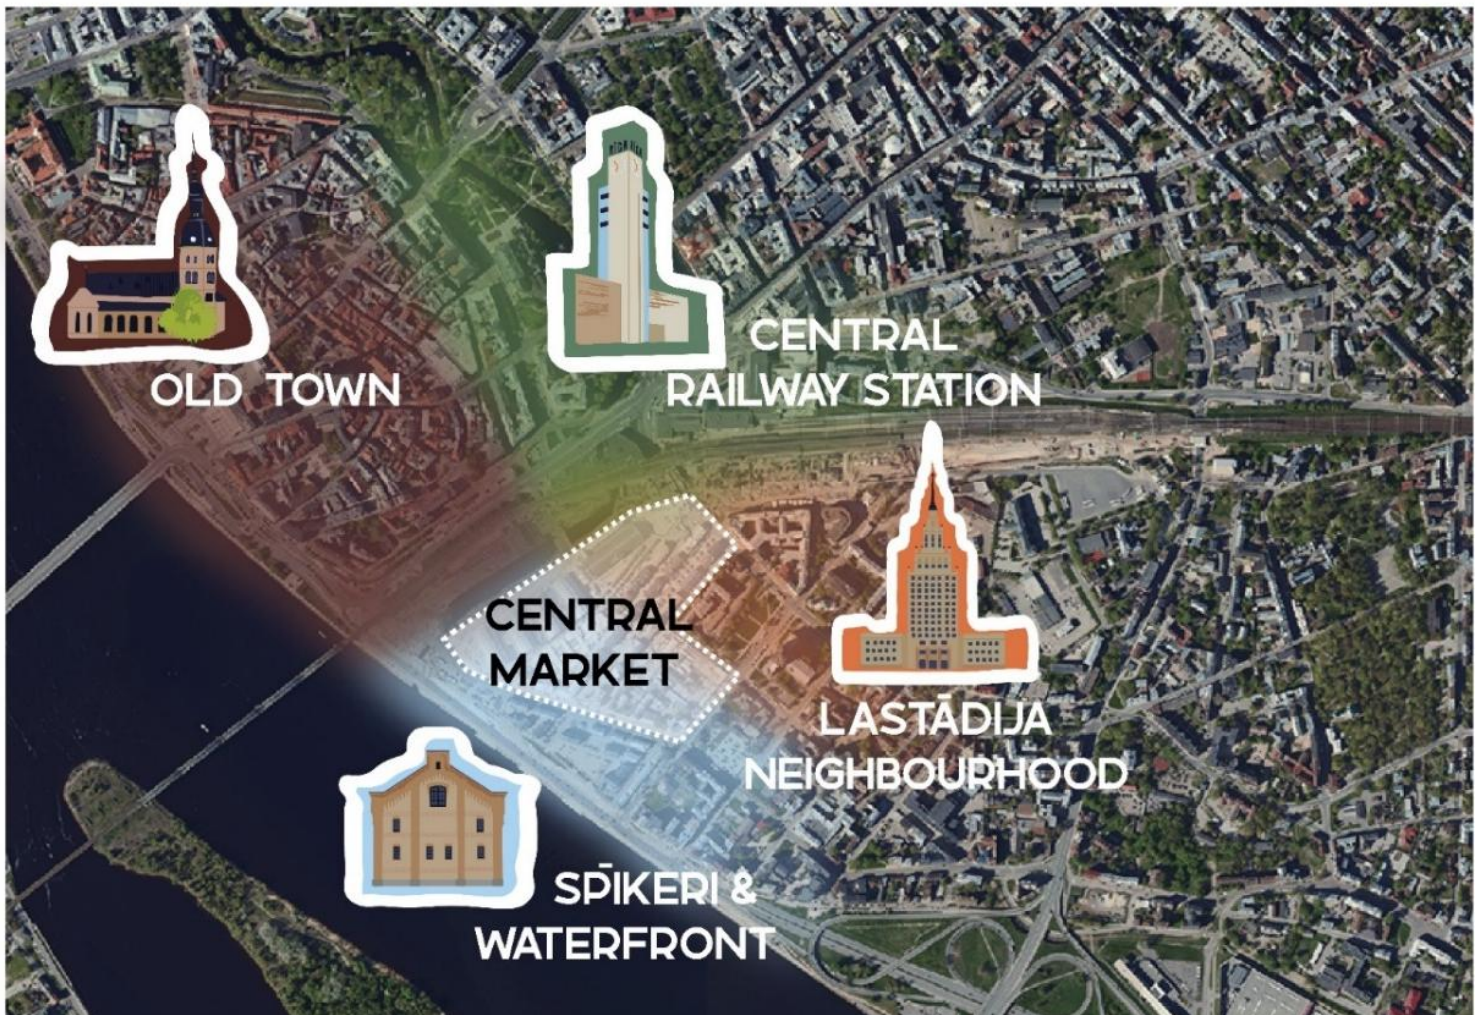 OLD TOWN
CENTRAL
RAILWAY STATION
CENTRAL
MARKET
LASTĀDIJA
NEIGHBOURHOOD
SPĪKERI &
WATERFRONT